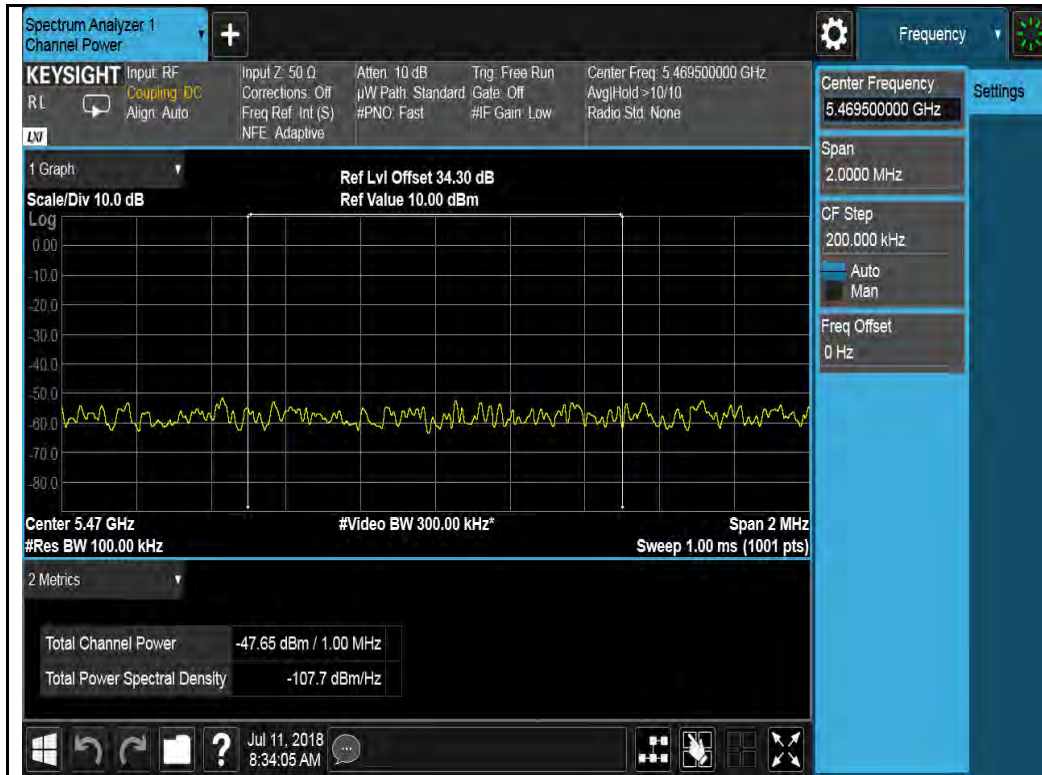 Spectrum Analyzer 1
Channel Power
+
Frequency
KEYSIGHT
RL
LXI
Input: RF
Coupling: DC
Align: Auto
Input Z: 50 Ω
Corrections: Off
Freq Ref: Int (S)
NFE: Adaptive
Atten: 10 dB
µW Path: Standard
#PNO: Fast
Trig: Free Run
Gate: Off
#IF Gain: Low
Center Freq: 5.469500000 GHz
Avg|Hold:>10/10
Radio Std: None
Center Frequency
5.469500000 GHz
Settings
Span
2.0000 MHz
CF Step
200.000 kHz
Auto
Man
Freq Offset
0 Hz
1 Graph
Scale/Div 10.0 dB
Ref Lvl Offset 34.30 dB
Ref Value 10.00 dBm
Log
0.00
-10.0
-20.0
-30.0
-40.0
-50.0
-60.0
-70.0
-80.0
Center 5.47 GHz
#Video BW 300.00 kHz*
Span 2 MHz
#Res BW 100.00 kHz
Sweep 1.00 ms (1001 pts)
2 Metrics
Total Channel Power
-47.65 dBm / 1.00 MHz
Total Power Spectral Density
-107.7 dBm/Hz
?
Jul 11, 2018
8:34:05 AM